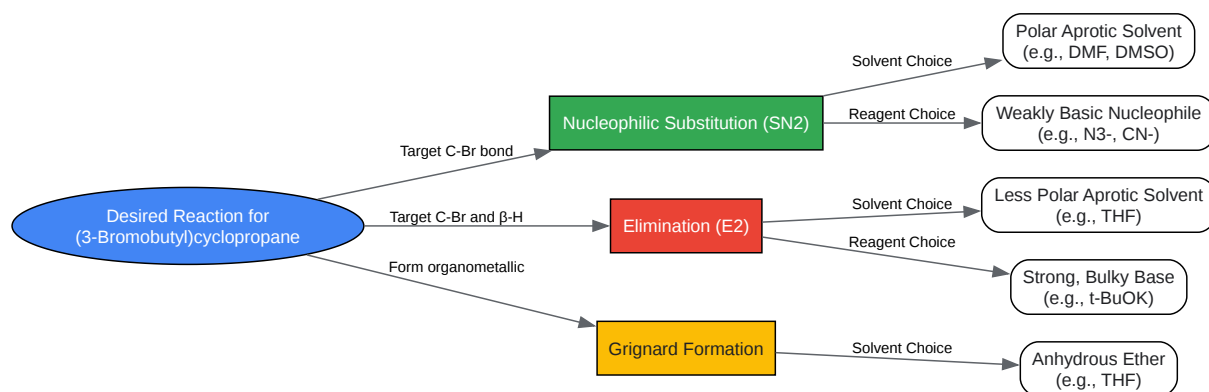 Polar Aprotic Solvent
(e.g., DMF, DMSO)
Solvent Choice
Nucleophilic Substitution (SN2)
Reagent Choice
Weakly Basic Nucleophile
(e.g., N3-, CN-)
Target C-Br bond
Desired Reaction for
(3-Bromobutyl)cyclopropane
Target C-Br and β-H
Elimination (E2)
Solvent Choice
Less Polar Aprotic Solvent
(e.g., THF)
Reagent Choice
Strong, Bulky Base
(e.g., t-BuOK)
Form organometallic
Grignard Formation
Solvent Choice
Anhydrous Ether
(e.g., THF)